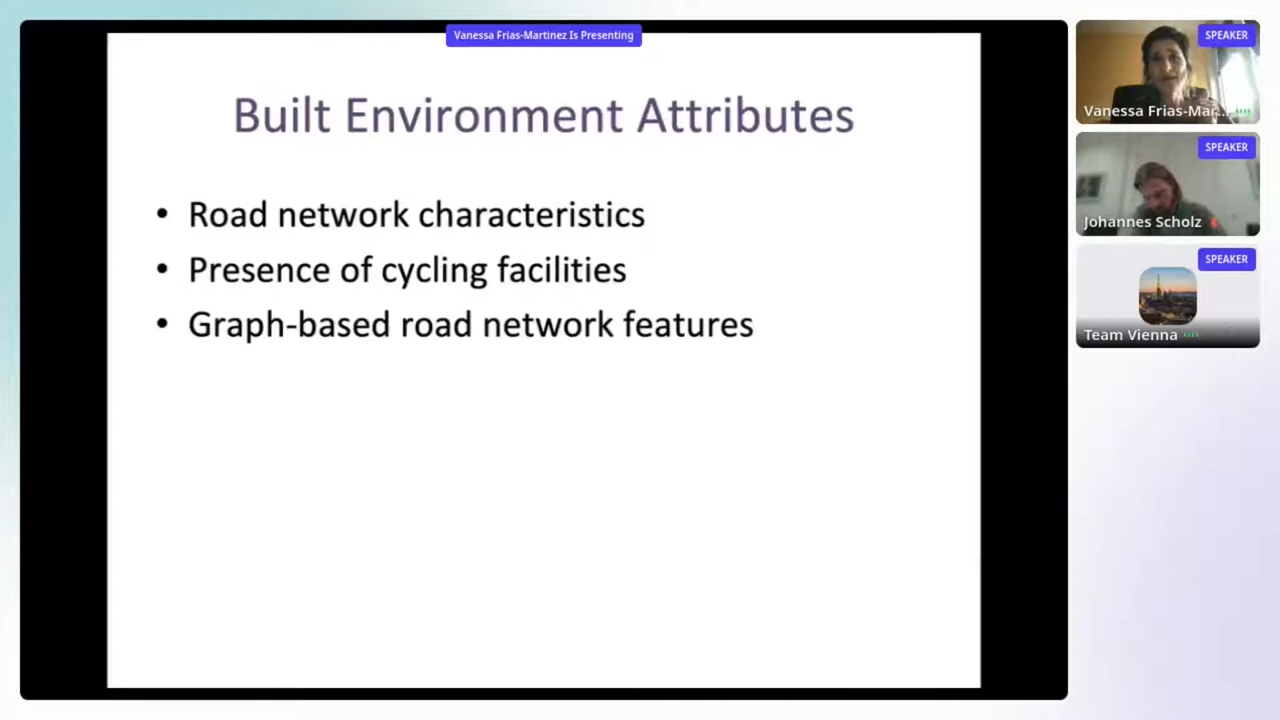 Vanessa Frias-Martinez Is Presenting
Built Environment Attributes
• Road network characteristics
• Presence of cycling facilities
• Graph-based road network features
SPEAKER
Vanessa Frias-Mar...
SPEAKER
Johannes Scholz
SPEAKER
Team Vienna